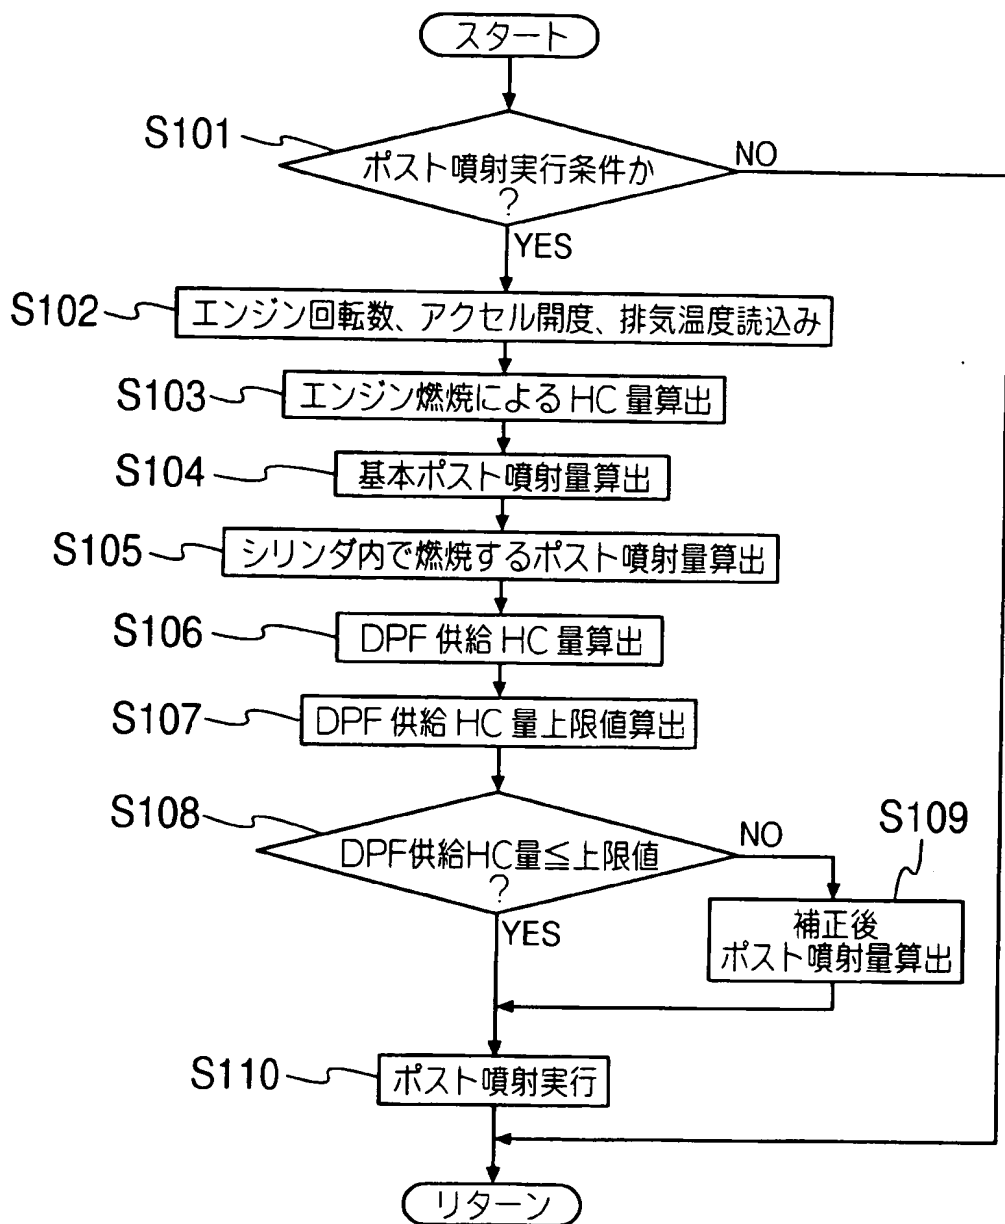 スタート
S101
ポスト噴射実行条件か
?
NO
YES
S102
エンジン回転数、アクセル開度、排気温度読込み
S103
エンジン燃焼によるHC量算出
S104
基本ポスト噴射量算出
S105
シリンダ内で燃焼するポスト噴射量算出
S106
DPF供給HC量算出
S107
DPF供給HC量上限値算出
S108
DPF供給HC量≦上限値
?
NO
S109
YES
補正後
ポスト噴射量算出
S110
ポスト噴射実行
リターン